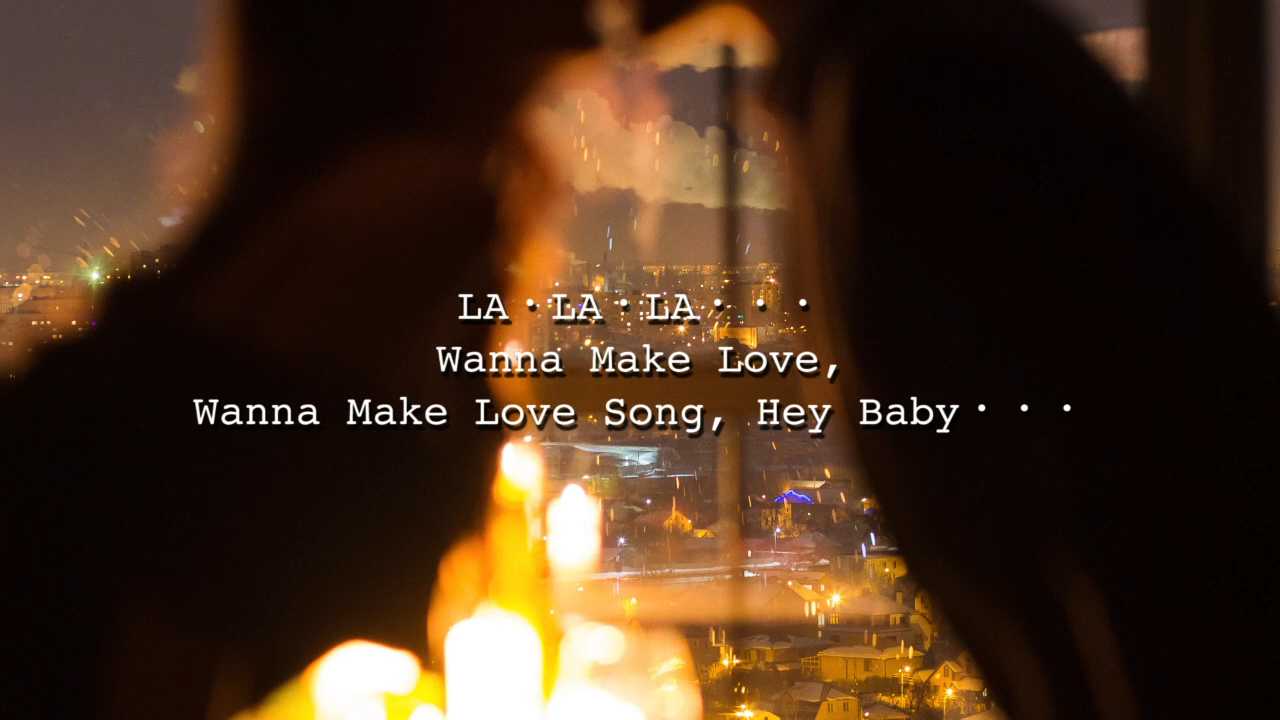 LA・LA・LA・・・
Wanna Make Love,
Wanna Make Love Song, Hey Baby・・・